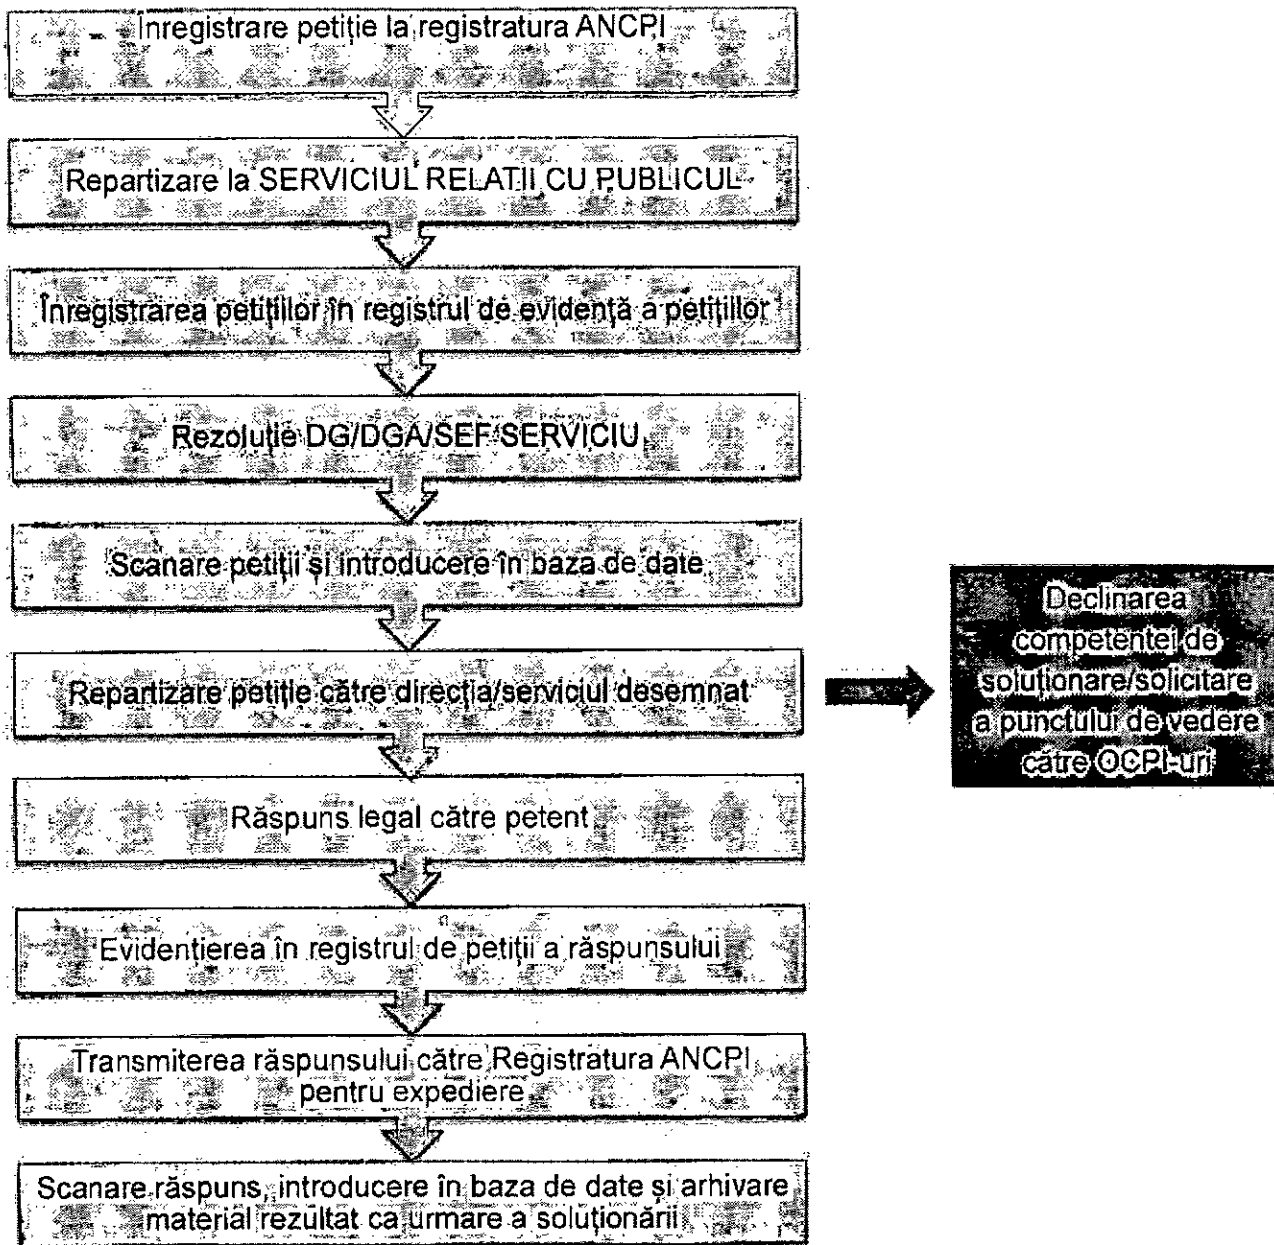 Înregistrare petiție la registratura ANCPI
Repartizare la SERVICIUL RELATII CU PUBLICUL
Înregistrarea petițiilor în registrul de evidență a petițiilor
Rezoluție DG/DGA/SEF/SERVICIU
Scanare petiții și introducere în baza de date
Repartizare petiție către direcția/serviciul desemnat
Declinarea
competentei de
soluționare/solicitare
a punctului de vedere
către OCPI-uri
Răspuns legal către petent
Evidențierea în registrul de petiții a răspunsului
Transmiterea răspunsului către Registratura ANCPI
pentru expediere
Scanare răspuns, introducere în baza de date și arhivare
material rezultat ca urmare a soluționării